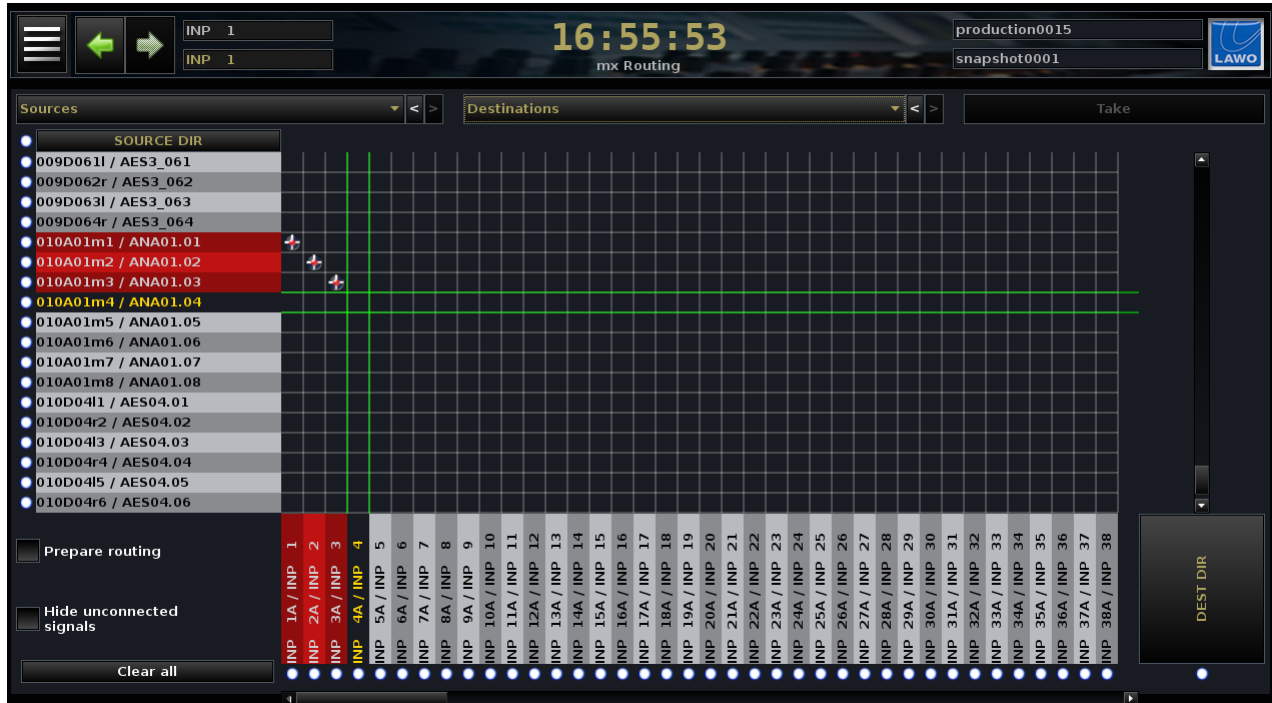 INP 1
INP 1
16:55:53
mx Routing
production0015
snapshot0001
LAWO
Sources
<
>
Destinations
<
>
Take
SOURCE DIR
009D061l / AES3_061
009D062r / AES3_062
009D063l / AES3_063
009D064r / AES3_064
010A01m1 / ANA01.01
010A01m2 / ANA01.02
010A01m3 / ANA01.03
010A01m4 / ANA01.04
010A01m5 / ANA01.05
010A01m6 / ANA01.06
010A01m7 / ANA01.07
010A01m8 / ANA01.08
010D04l1 / AES04.01
010D04r2 / AES04.02
010D04l3 / AES04.03
010D04r4 / AES04.04
010D04l5 / AES04.05
010D04r6 / AES04.06
Prepare routing
Hide unconnected
signals
Clear all
INP 1A / INP 1
INP 2A / INP 2
INP 3A / INP 3
INP 4A / INP 4
INP 5A / INP 5
INP 6A / INP 6
INP 7A / INP 7
INP 8A / INP 8
INP 9A / INP 9
INP 10A / INP 10
INP 11A / INP 11
INP 12A / INP 12
INP 13A / INP 13
INP 14A / INP 14
INP 15A / INP 15
INP 16A / INP 16
INP 17A / INP 17
INP 18A / INP 18
INP 19A / INP 19
INP 20A / INP 20
INP 21A / INP 21
INP 22A / INP 22
INP 23A / INP 23
INP 24A / INP 24
INP 25A / INP 25
INP 26A / INP 26
INP 27A / INP 27
INP 28A / INP 28
INP 29A / INP 29
INP 30A / INP 30
INP 31A / INP 31
INP 32A / INP 32
INP 33A / INP 33
INP 34A / INP 34
INP 35A / INP 35
INP 36A / INP 36
INP 37A / INP 37
INP 38A / INP 38
DEST DIR